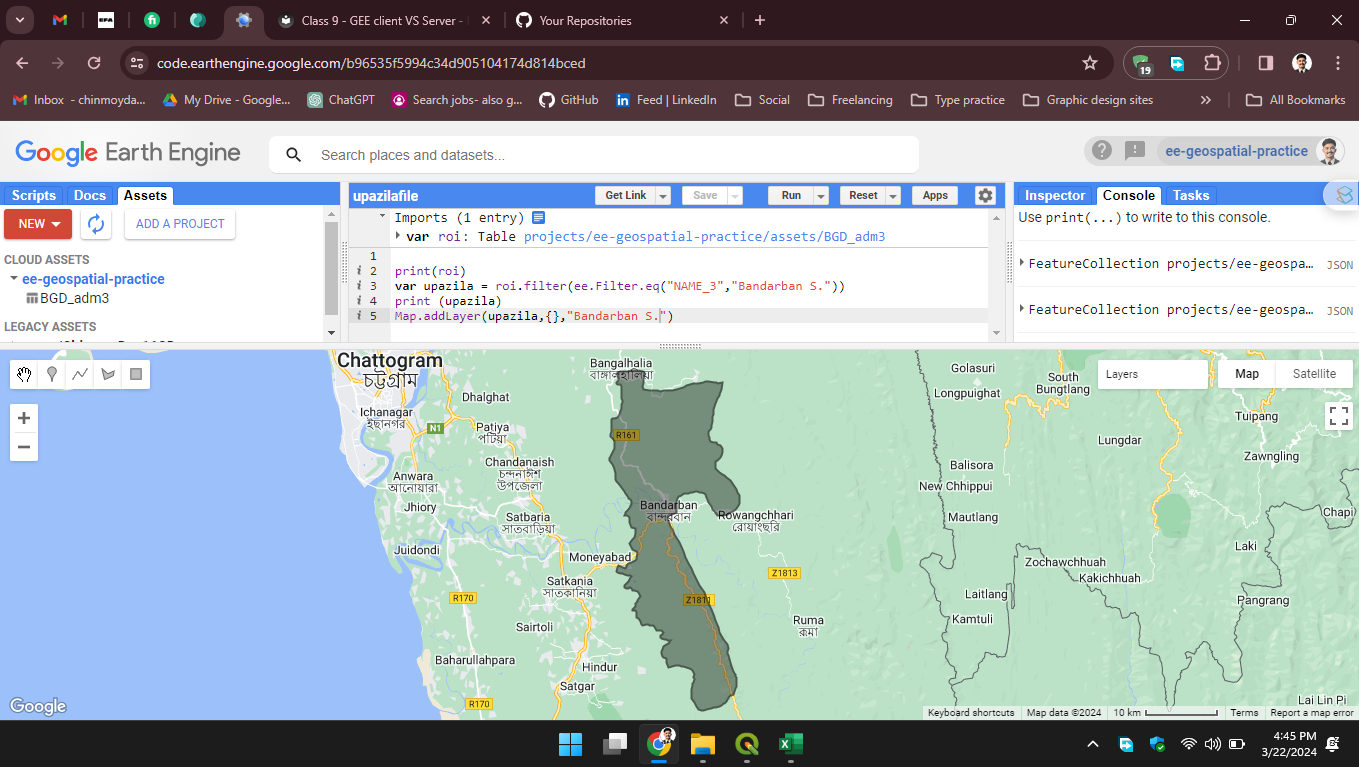 Class 9 - GEE client VS Server -
Your Repositories
code.earthengine.google.com/b96535f5994c34d905104174d814bced
19
Inbox - chinmoyda...
My Drive - Google...
ChatGPT
Search jobs- also g...
GitHub
Feed | LinkedIn
Social
Freelancing
Type practice
Graphic design sites
All Bookmarks
Google Earth Engine
Search places and datasets...
ee-geospatial-practice
Scripts
Docs
Assets
NEW
ADD A PROJECT
CLOUD ASSETS
ee-geospatial-practice
BGD_adm3
LEGACY ASSETS
upazilafile
Get Link
Save
Run
Reset
Apps
Imports (1 entry)
var roi: Table projects/ee-geospatial-practice/assets/BGD_adm3
1
2 print(roi)
3 var upazila = roi.filter(ee.Filter.eq("NAME_3","Bandarban S."))
4 print (upazila)
5 Map.addLayer(upazila,{},"Bandarban S.")
Inspector
Console
Tasks
Use print(...) to write to this console.
FeatureCollection projects/ee-geospa… JSON
FeatureCollection projects/ee-geospa… JSON
Layers
Map
Satellite
Chattogram
চট্টগ্রাম
Bangalhalia
বাঙ্গালহালিয়া
Golasuri
South
Bungtlang
Longpuighat
Dhalghat
Ichanagar
ইছানগর
N1
Patiya
পটিয়া
R161
Tuipang
Lungdar
Zawngling
Chandanaish
চন্দনাঈশ
উপজেলা
Balisora
Anwara
আনোয়ারা
New Chhippui
Jhiory
Bandarban
বান্দরবান
Rowangchhari
রোয়াংছরি
Satbaria
সাতবাড়িয়া
Mautlang
Chapi
Juidondi
Moneyabad
Laki
Zochawchhuah
Kakichhuah
Z1813
Satkania
সাতকানিয়া
R170
Z1811
Laitlang
Pangrang
Kamtuli
Ruma
রুমা
Sairtoli
Baharullahpara
Hindur
Satgar
R170
Lai Lin Pi
Google
Keyboard shortcuts
Map data ©2024
10 km
Terms
Report a map error
4:45 PM
3/22/2024